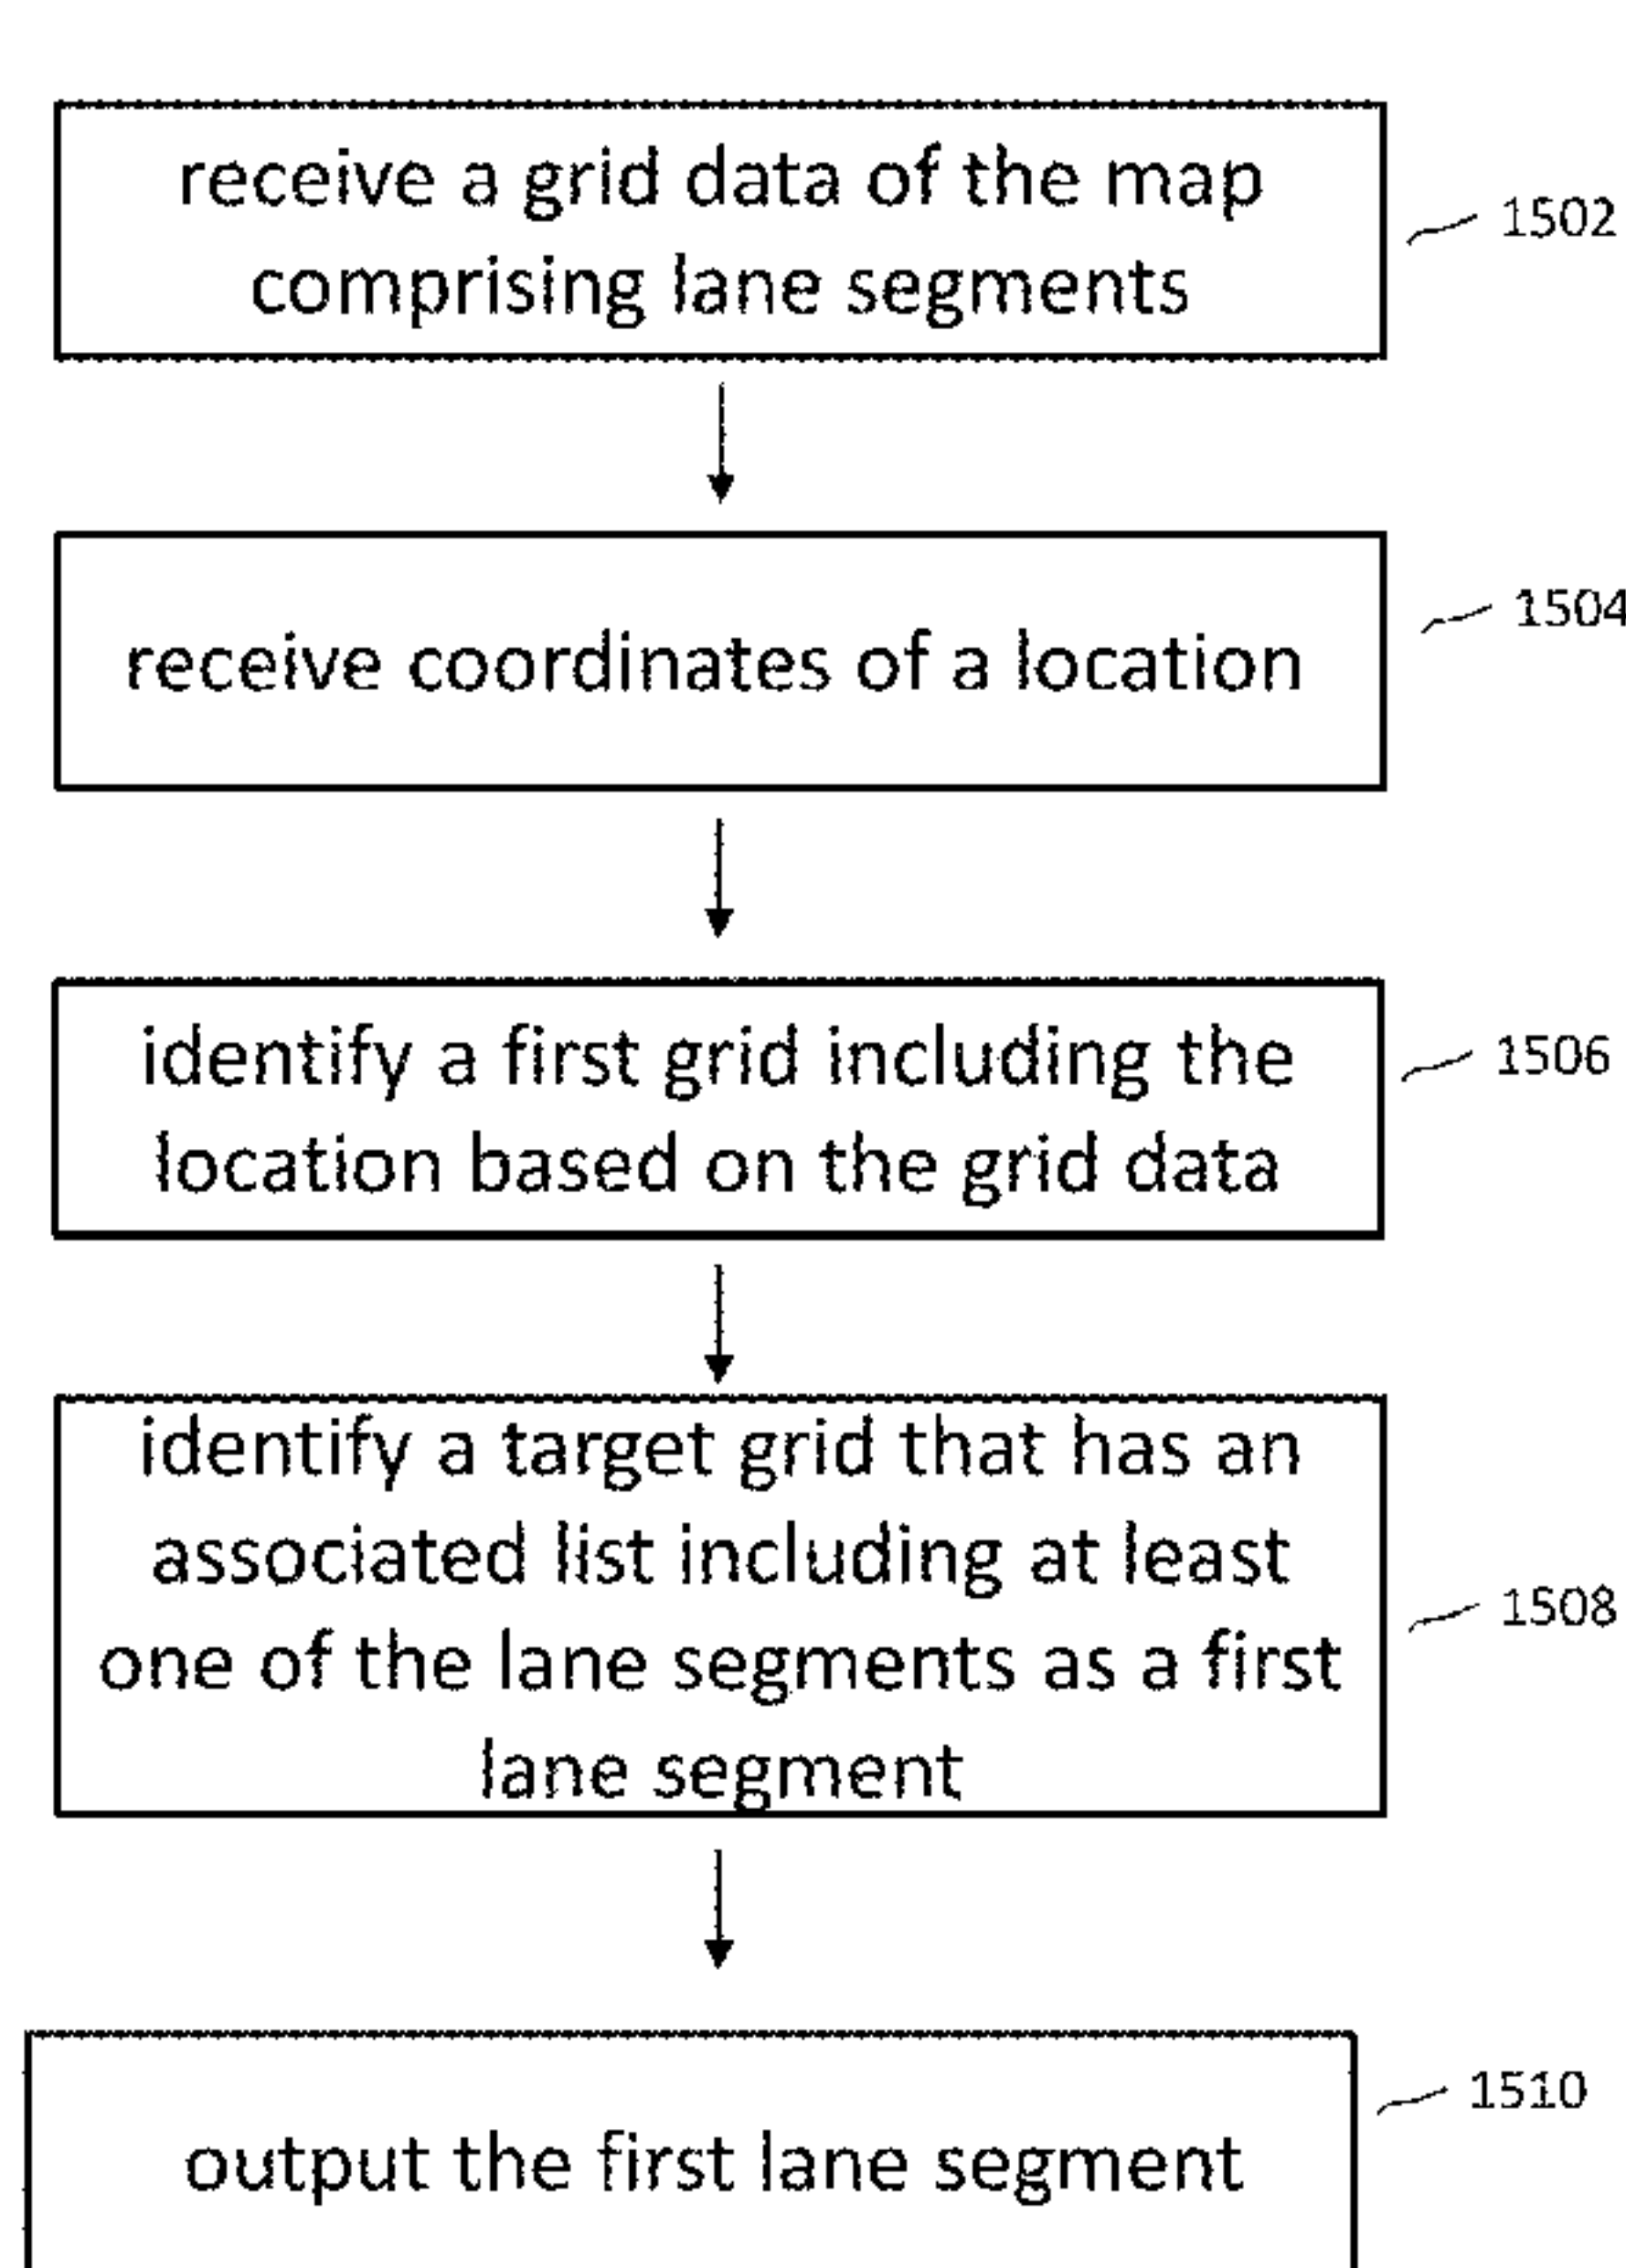 receive a grid data of the map
comprising lane segments
1502
receive coordinates of a location
1504
identify a first grid including the
location based on the grid data
1506
identify a target grid that has an
associated list including at least
one of the lane segments as a first
lane segment
1508
output the first lane segment
1510